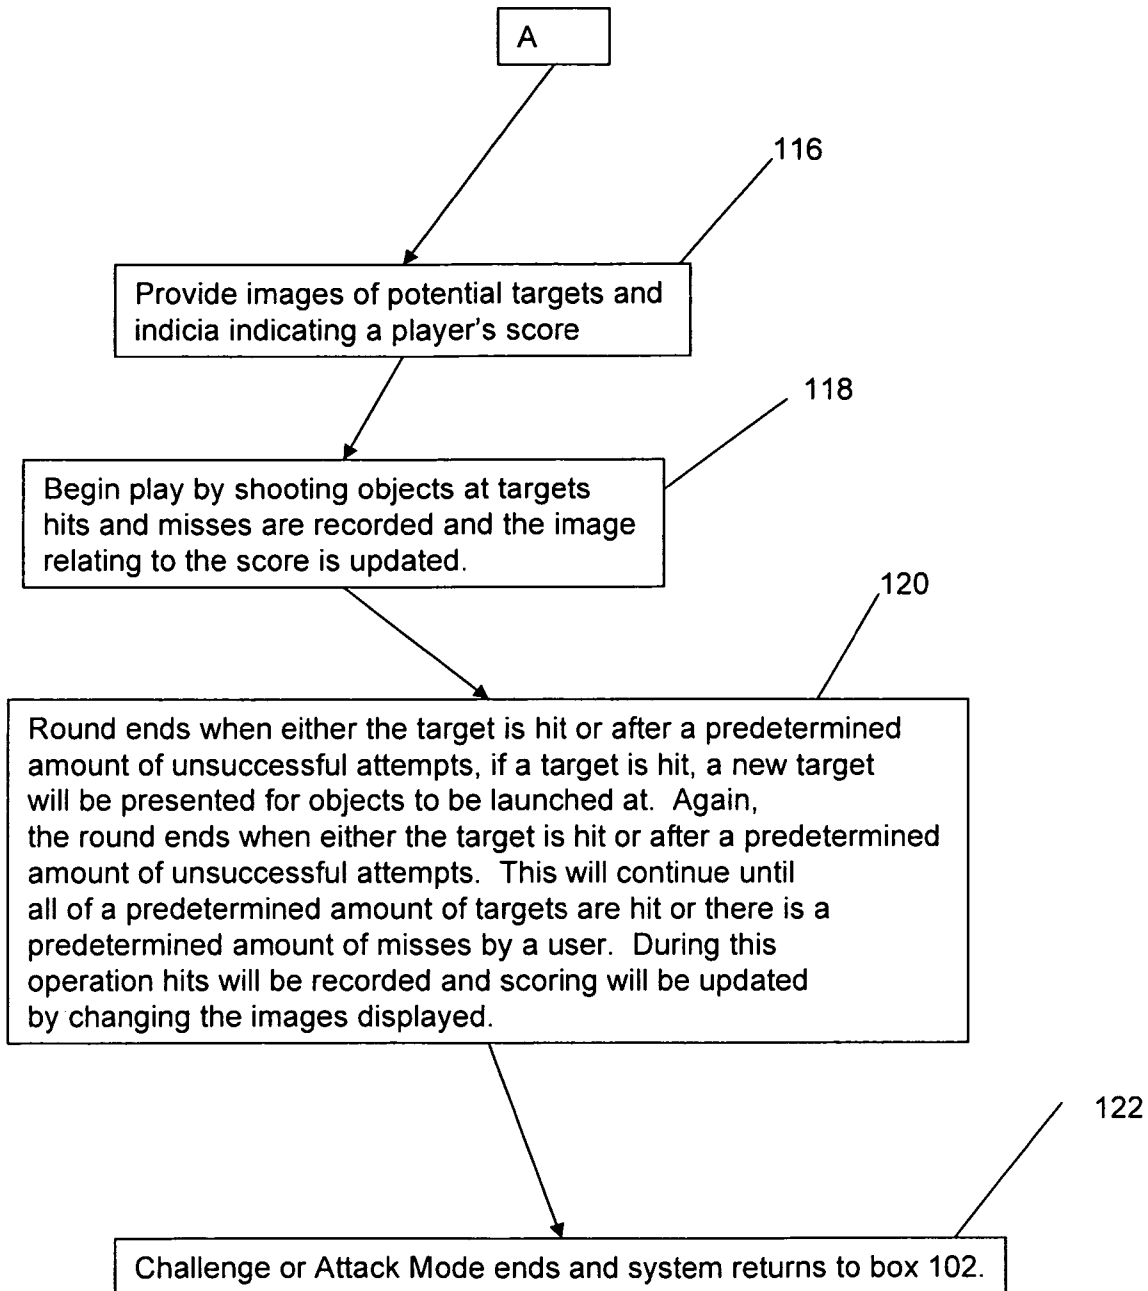 A
116
Provide images of potential targets and
indicia indicating a player's score
118
Begin play by shooting objects at targets
hits and misses are recorded and the image
relating to the score is updated.
120
Round ends when either the target is hit or after a predetermined
amount of unsuccessful attempts, if a target is hit, a new target
will be presented for objects to be launched at. Again,
the round ends when either the target is hit or after a predetermined
amount of unsuccessful attempts. This will continue until
all of a predetermined amount of targets are hit or there is a
predetermined amount of misses by a user. During this
operation hits will be recorded and scoring will be updated
by changing the images displayed.
122
Challenge or Attack Mode ends and system returns to box 102.